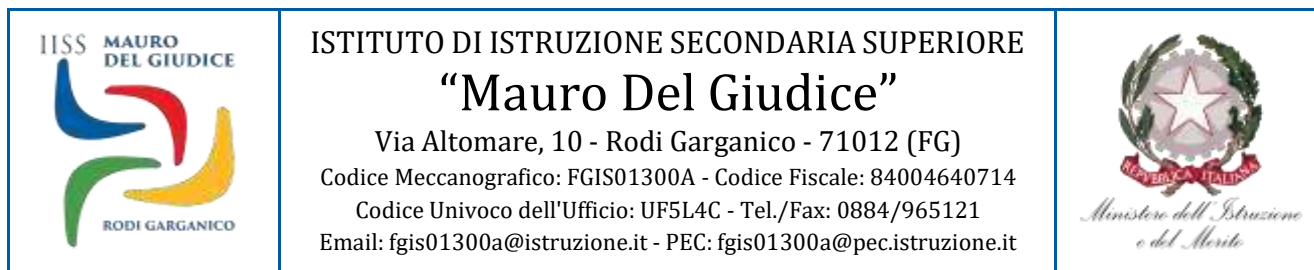 IISS MAURO
DEL GIUDICE
RODI GARGANICO
ISTITUTO DI ISTRUZIONE SECONDARIA SUPERIORE
“Mauro Del Giudice”
Via Altomare, 10 - Rodi Garganico - 71012 (FG)
Codice Meccanografico: FGIS01300A - Codice Fiscale: 84004640714
Codice Univoco dell'Ufficio: UF5L4C - Tel./Fax: 0884/965121
Email: fgis01300a@istruzione.it - PEC: fgis01300a@pec.istruzione.it
REPVBBLICA ITALIANA
Ministero dell'Istruzione
e del Merito